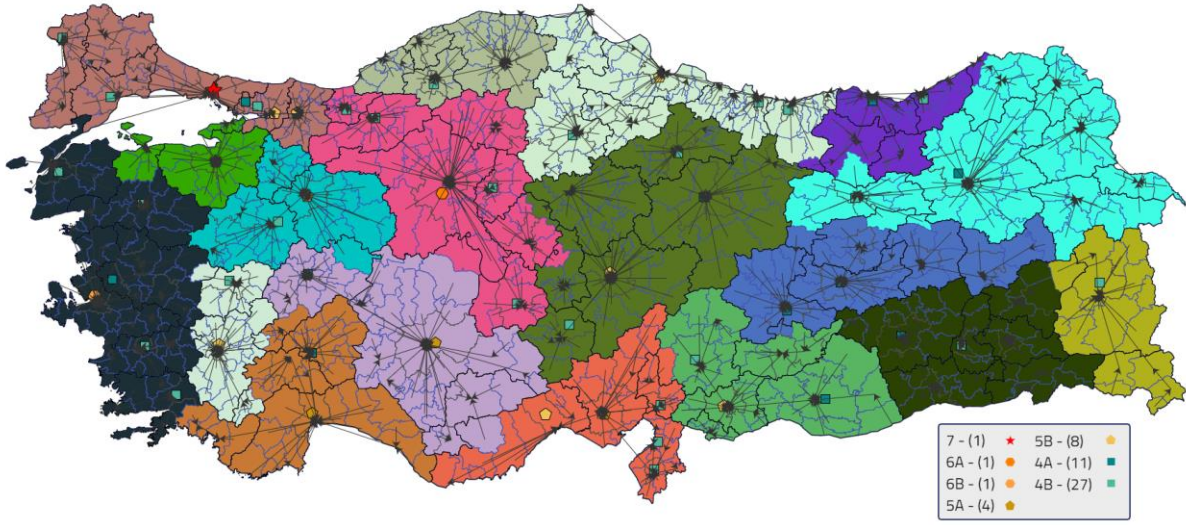 7 - (1) 5B - (8)
6A - (1) 4A - (11)
6B - (1) 4B - (27)
5A - (4)